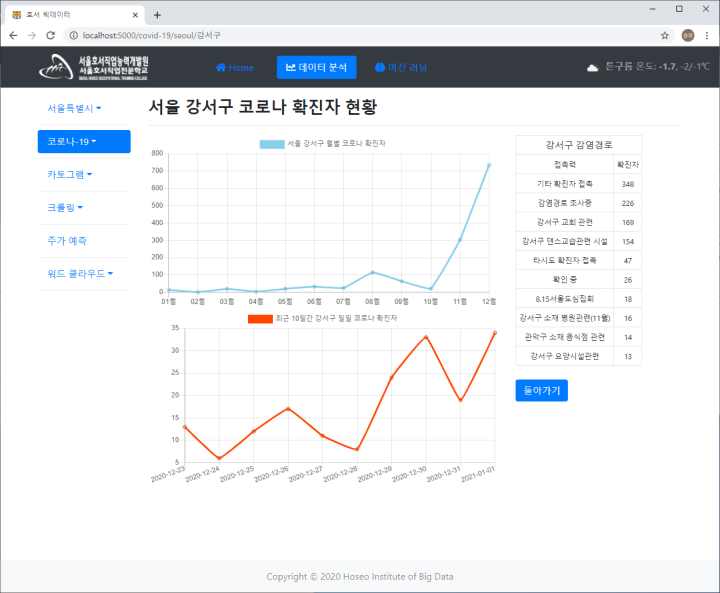 호서 빅데이터
localhost:5000/covid-19/seoul/강서구
서울호서직업능력개발원
서울호서직업전문학교
Home
데이터 분석
머신 러닝
튼구름 온도: -1.7, -2/-1℃
서울특별시
코로나-19
카토그램
크롤링
주가 예측
워드 클라우드
서울 강서구 코로나 확진자 현황
서울 강서구 월별 코로나 확진자
800
700
600
500
400
300
200
100
0
01월 02월 03월 04월 05월 06월 07월 08월 09월 10월 11월 12월
최근 10일간 강서구 일일 코로나 확진자
35
30
25
20
15
10
5
2020-12-23 2020-12-24 2020-12-25 2020-12-26 2020-12-27 2020-12-28 2020-12-29 2020-12-30 2020-12-31 2021-01-01
강서구 감염경로
접촉력 확진자
기타 확진자 접촉 348
감염경로 조사중 226
강서구 교회 관련 169
강서구 댄스교습관련 시설 154
타시도 확진자 접촉 47
확인 중 26
8.15서울도심집회 18
강서구 소재 병원관련(11월) 16
관악구 소재 음식점 관련 14
강서구 요양시설관련 13
돌아가기
Copyright © 2020 Hoseo Institute of Big Data